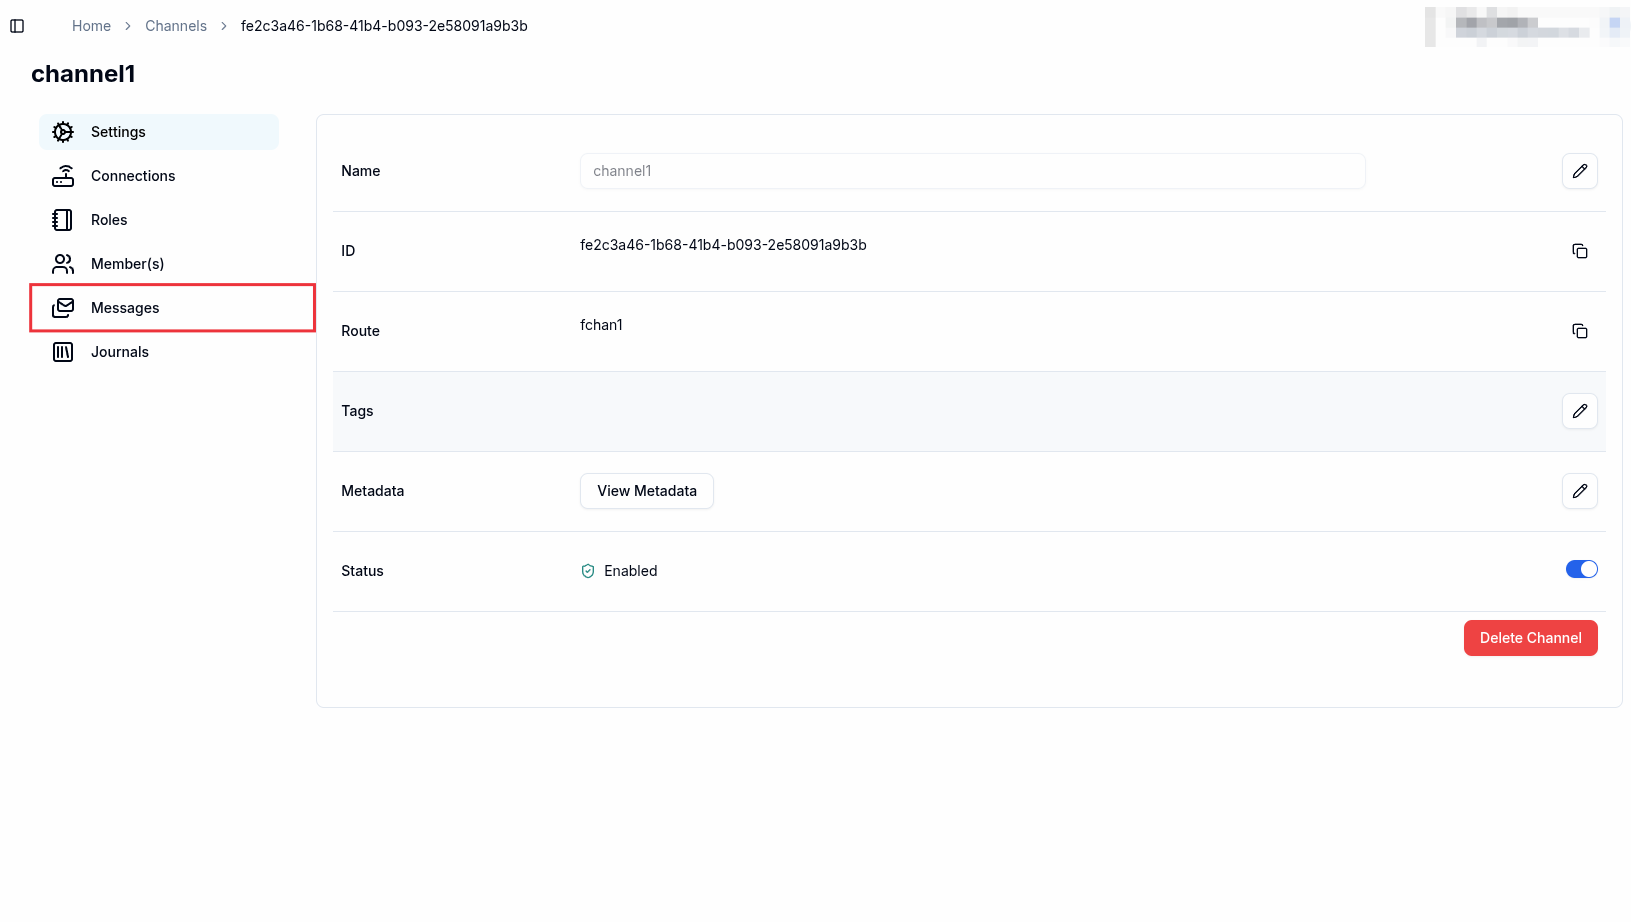 Home > Channels > fe2c3a46-1b68-41b4-b093-2e58091a9b3b
channel1
Settings
Connections
Roles
Member(s)
Messages
Journals
Name channel1
ID fe2c3a46-1b68-41b4-b093-2e58091a9b3b
Route fchan1
Tags
Metadata View Metadata
Status Enabled
Delete Channel